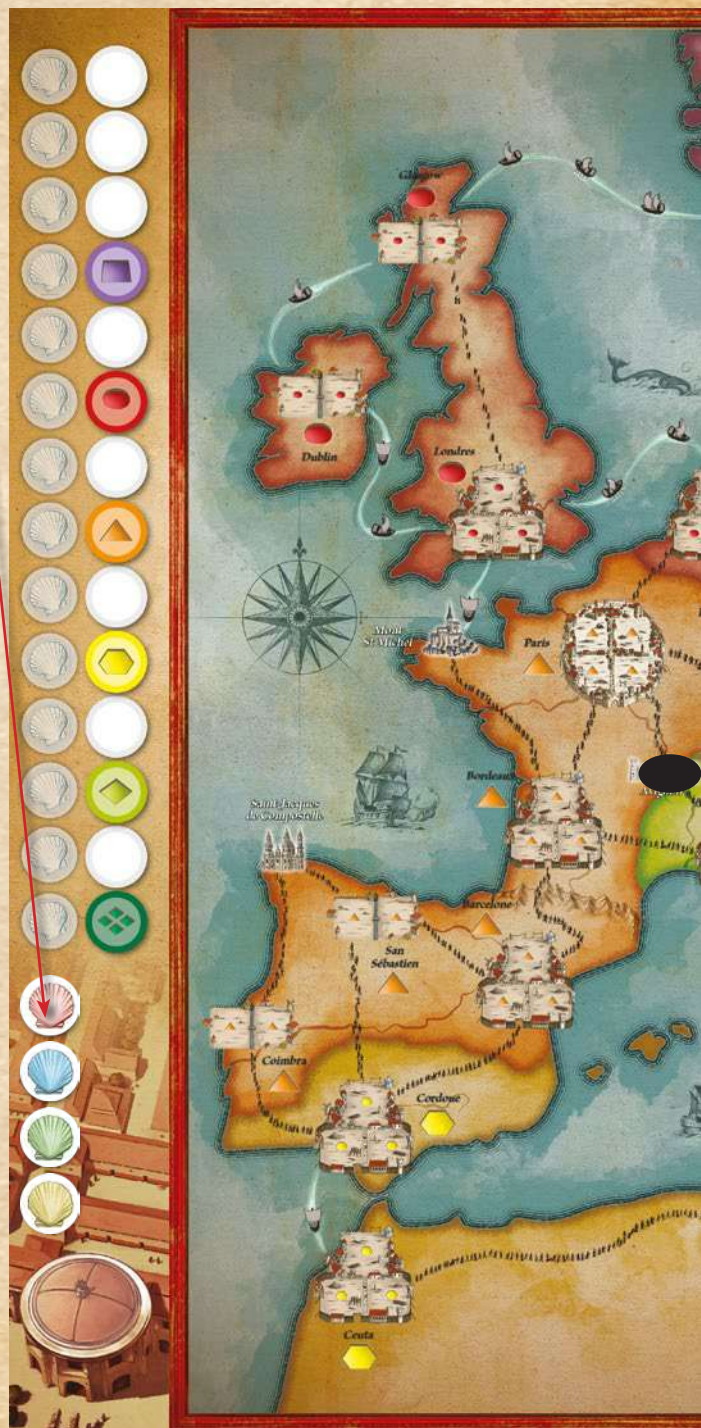 Glasgow
Dublin
Londres
Mont
St Michel
Paris
Bordeaux
Saint-Jacques
de Compostelle
Barcelone
San
Sébastien
Coimbra
Cordoue
Ceuta